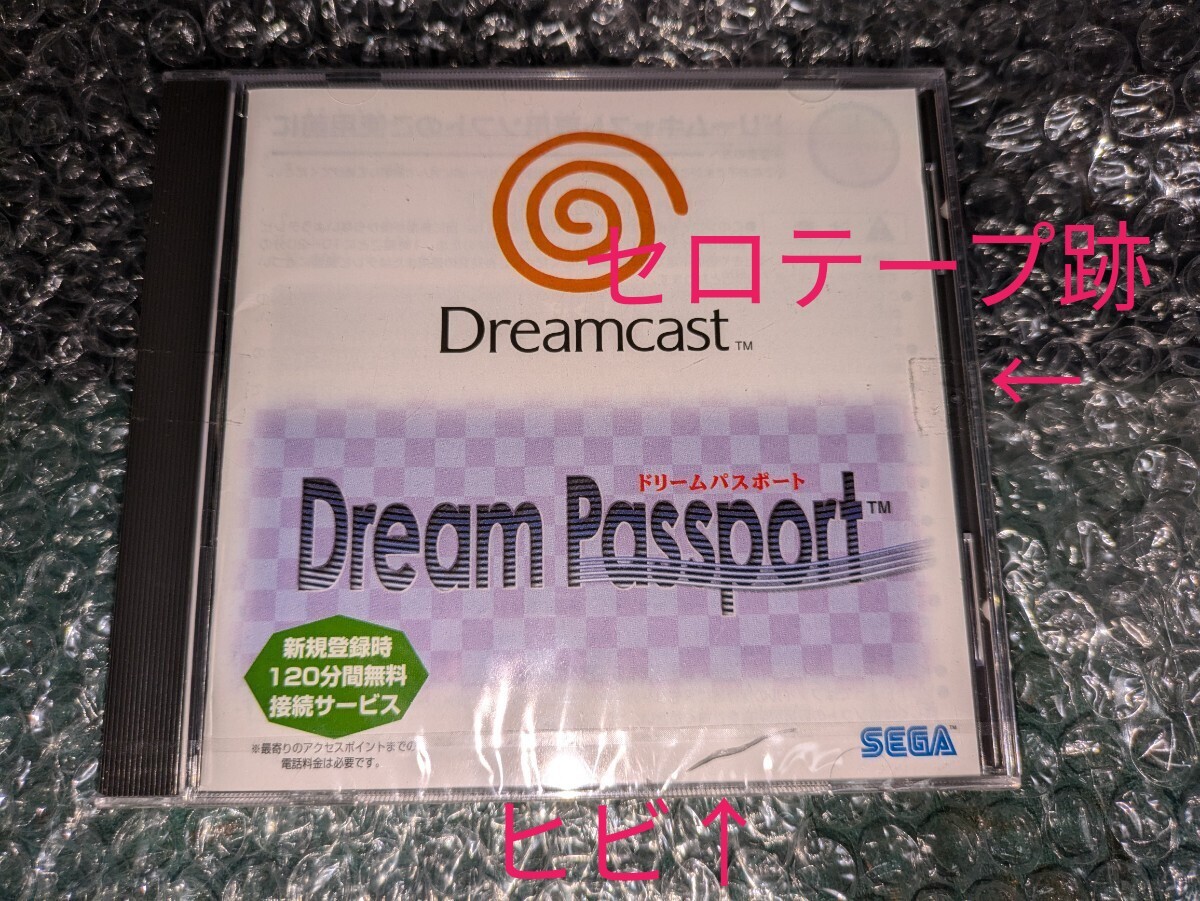 Dreamcast™
セロテープ跡
←
ドリームパスポート
Dream Passport™
新規登録時
120分間無料
接続サービス
※最寄りのアクセスポイントまでの
電話料金は必要です。
SEGA™
ヒビ↑